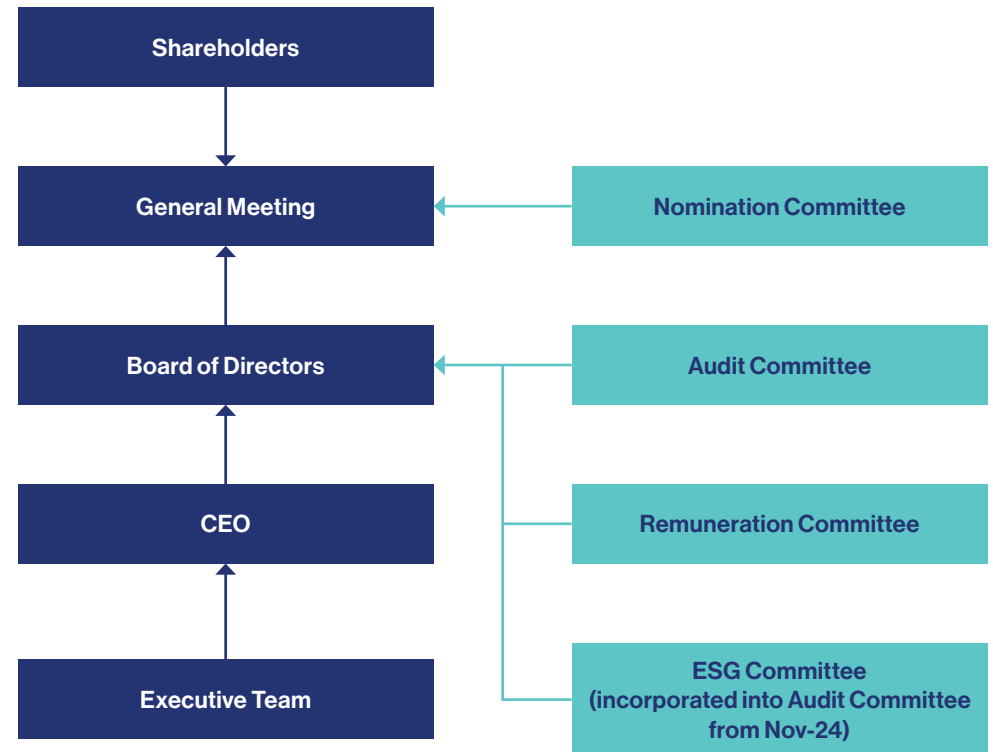 Shareholders
General Meeting
Nomination Committee
Board of Directors
Audit Committee
CEO
Remuneration Committee
Executive Team
ESG Committee
(incorporated into Audit Committee
from Nov-24)